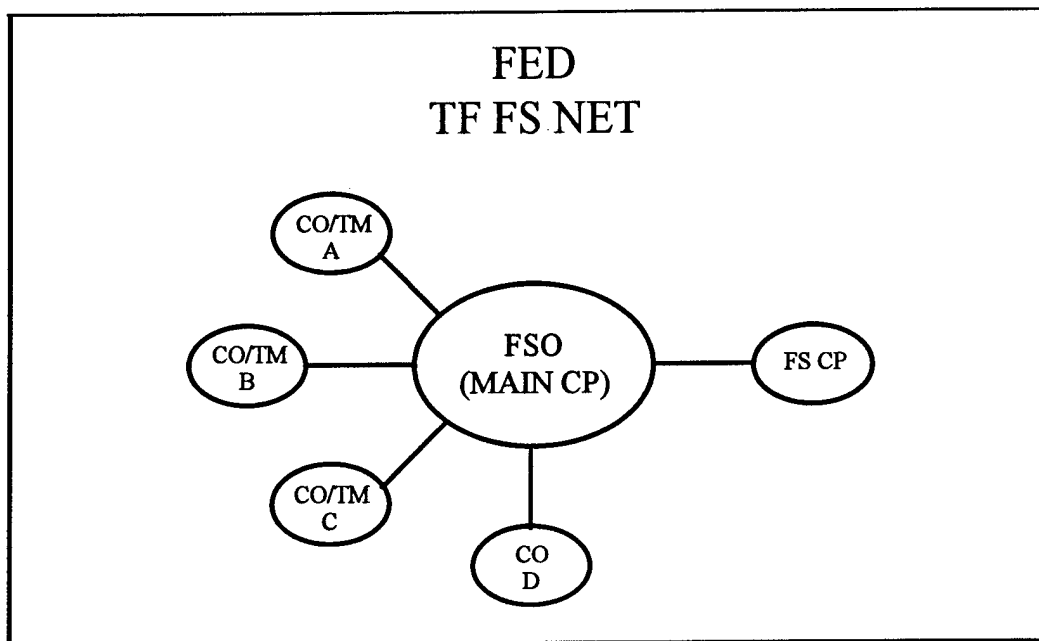 FED
TF FS NET
CO/TM
A
CO/TM
B
FSO
(MAIN CP)
FS CP
CO/TM
C
CO
D